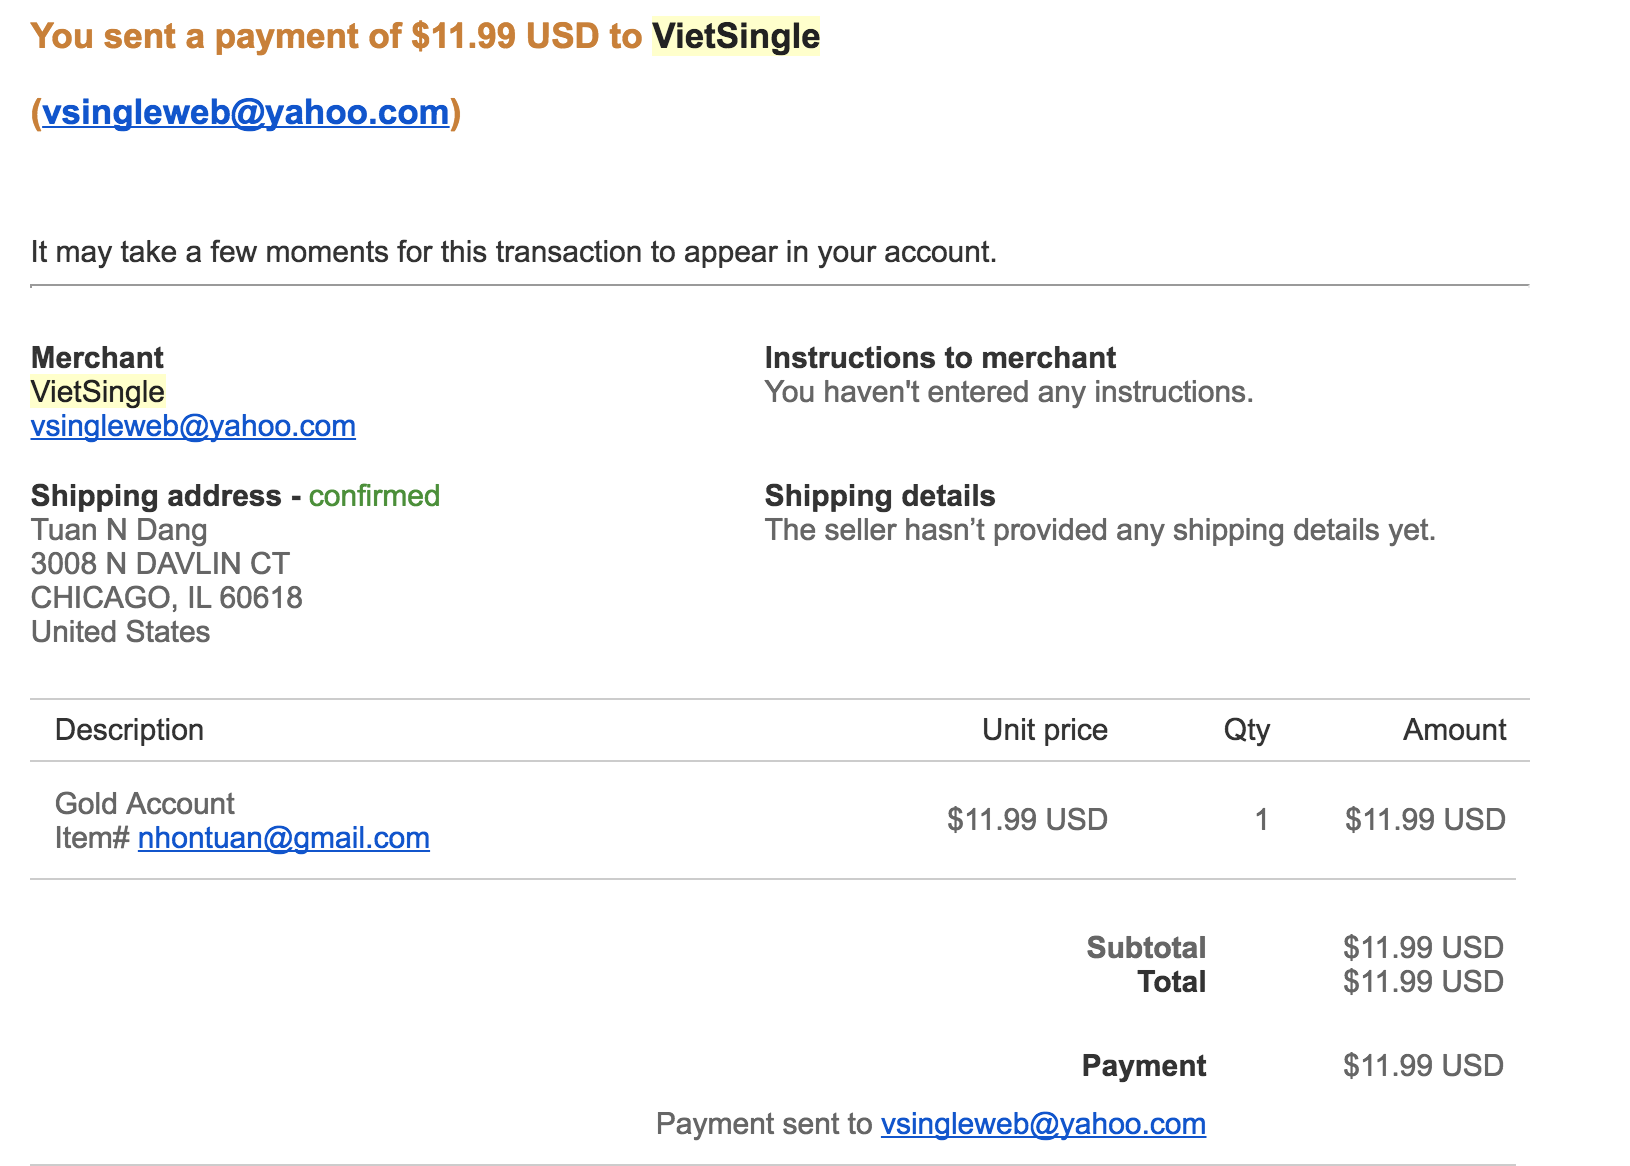 You sent a payment of $11.99 USD to VietSingle
(vsingleweb@yahoo.com)
It may take a few moments for this transaction to appear in your account.
Merchant
VietSingle
vsingleweb@yahoo.com
Instructions to merchant
You haven't entered any instructions.
Shipping address - confirmed
Tuan N Dang
3008 N DAVLIN CT
CHICAGO, IL 60618
United States
Shipping details
The seller hasn’t provided any shipping details yet.
Description Unit price Qty Amount
Gold Account
Item# nhontuan@gmail.com
$11.99 USD 1 $11.99 USD
Subtotal $11.99 USD
Total $11.99 USD
Payment $11.99 USD
Payment sent to vsingleweb@yahoo.com